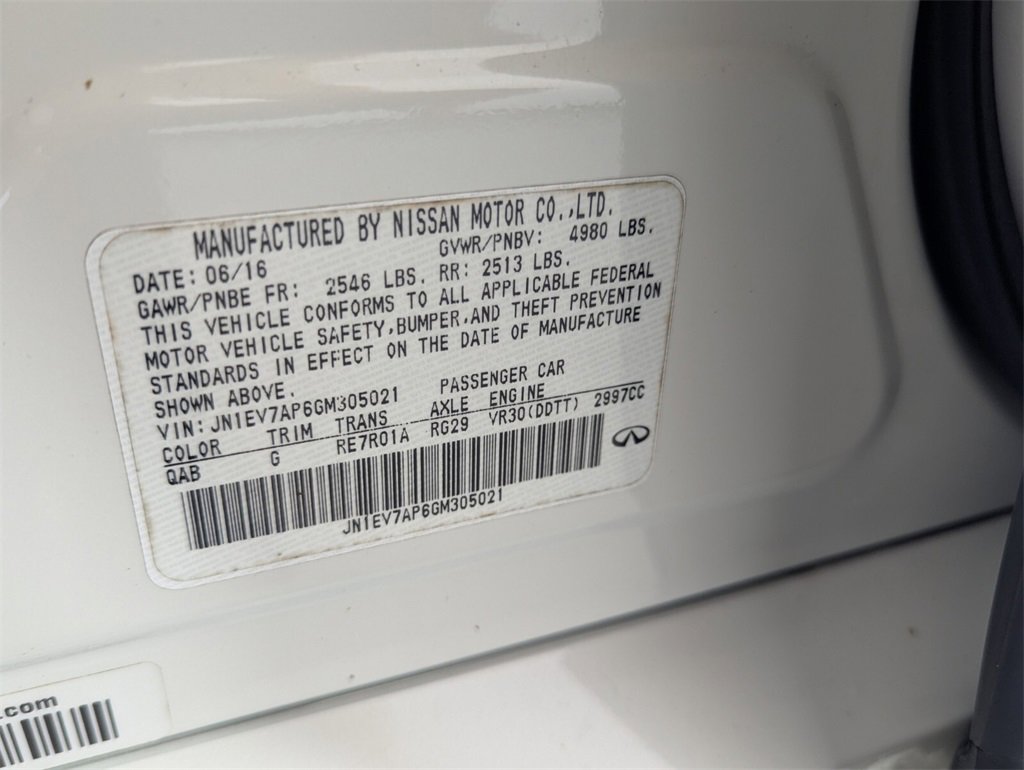 MANUFACTURED BY NISSAN MOTOR CO.,LTD.
DATE: 06/16 GVWR/PNBV: 4980 LBS.
GAWR/PNBE FR: 2546 LBS. RR: 2513 LBS.
THIS VEHICLE CONFORMS TO ALL APPLICABLE FEDERAL
MOTOR VEHICLE SAFETY,BUMPER,AND THEFT PREVENTION
STANDARDS IN EFFECT ON THE DATE OF MANUFACTURE
SHOWN ABOVE.
VIN: JN1EV7AP6GM305021 PASSENGER CAR
COLOR TRIM TRANS AXLE ENGINE
QAB G RE7R01A RG29 VR30(DDTT) 2997CC
JN1EV7AP6GM305021
.com